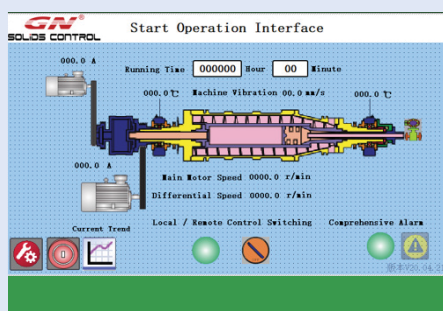 GN®
SOLIDS CONTROL
Start Operation Interface
000.0 A
Running Time 000000 Hour 00 Minute
000.0℃ Machine Vibration 00.0 mm/s 000.0℃
000.0 A
Main Motor Speed 0000.0 r/min
Differential Speed 0000.0 r/min
Local / Remote Control Switching Comprehensive Alarm
Current Trend